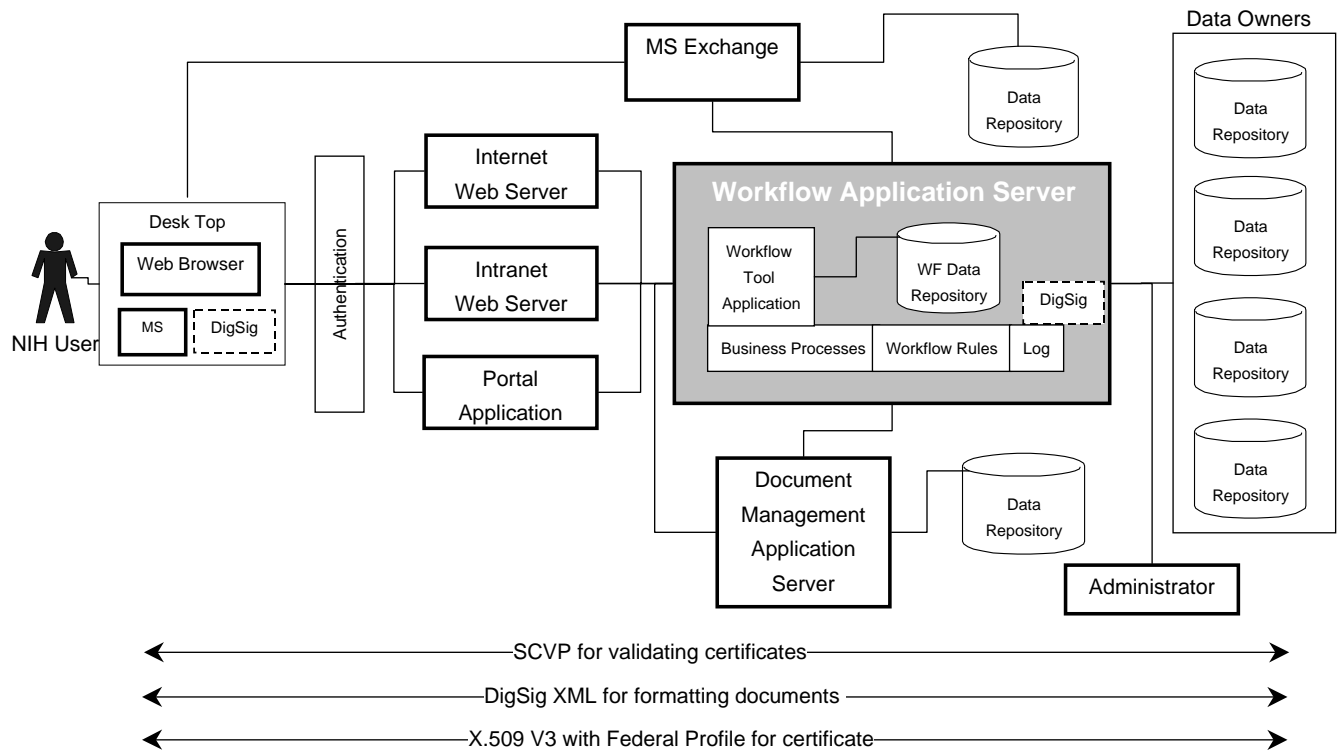 Data Owners
MS Exchange
Data
Repository
Data
Repository
Internet
Web Server
Workflow Application Server
Desk Top
Web Browser
MS
DigSig
NIH User
Authentication
Intranet
Web Server
Workflow
Tool
Application
WF Data
Repository
DigSig
Business Processes
Workflow Rules
Log
Data
Repository
Data
Repository
Portal
Application
Document
Management
Application
Server
Data
Repository
Data
Repository
Administrator
SCVP for validating certificates
DigSig XML for formatting documents
X.509 V3 with Federal Profile for certificate